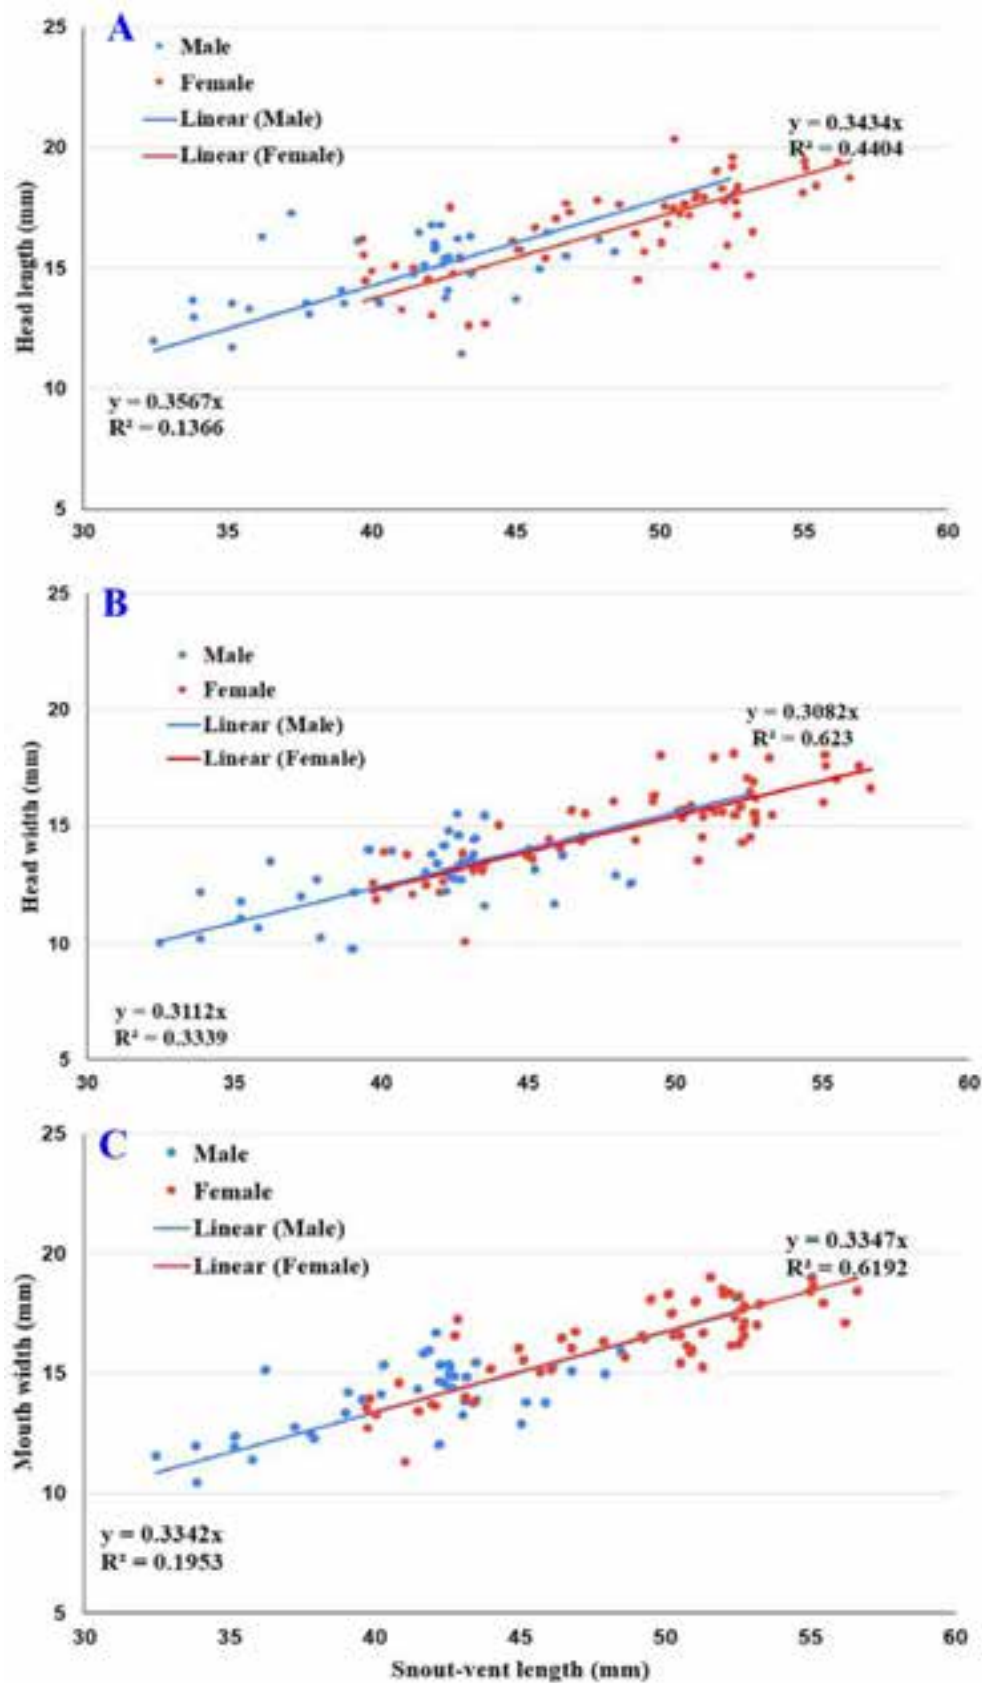 A
25
20
15
10
5
Head length (mm)
Male
Female
Linear (Male)
Linear (Female)
y = 0.3434x
R² = 0.4404
y = 0.3567x
R² = 0.1366
30 35 40 45 50 55 60
B
25
20
15
10
5
Head width (mm)
Male
Female
Linear (Male)
Linear (Female)
y = 0.3082x
R² = 0.623
y = 0.3112x
R² = 0.3339
30 35 40 45 50 55 60
C
25
20
15
10
5
Mouth width (mm)
Male
Female
Linear (Male)
Linear (Female)
y = 0.3347x
R² = 0.6192
y = 0.3342x
R² = 0.1953
30 35 40 45 50 55 60
Snout-vent length (mm)